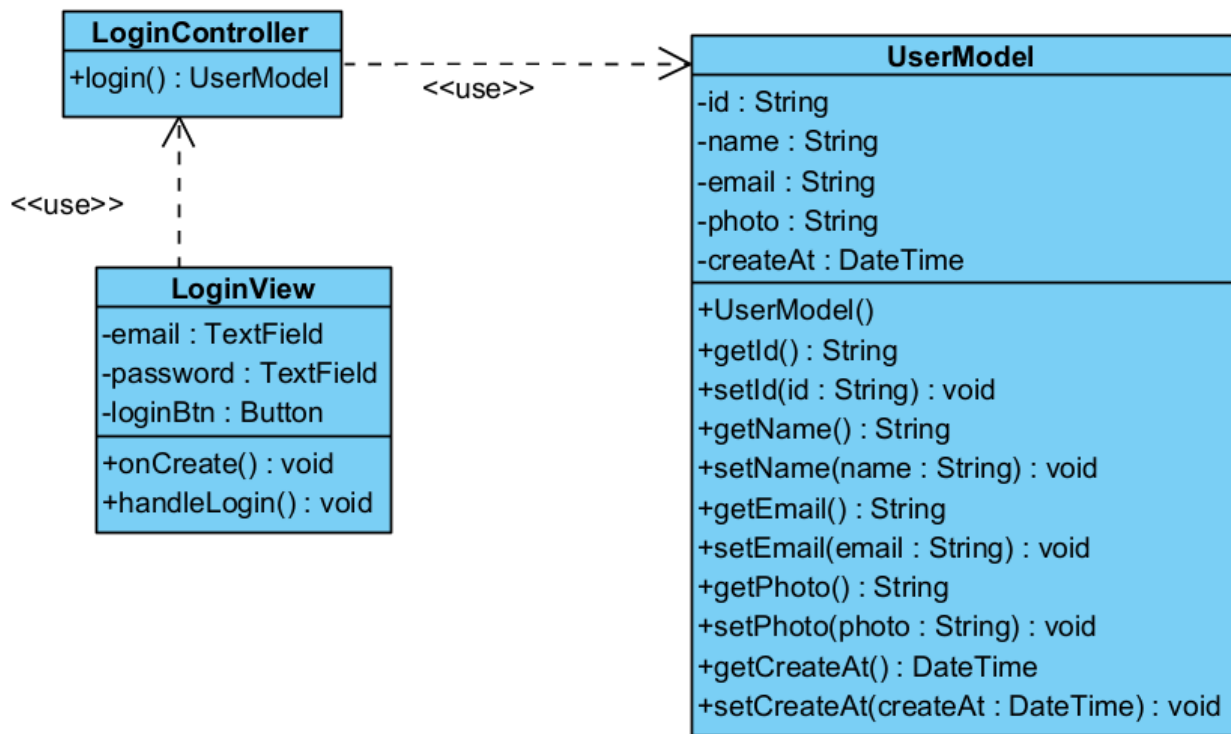 LoginController
+login() : UserModel
<<use>>
<<use>>
LoginView
-email : TextField
-password : TextField
-loginBtn : Button
+onCreate() : void
+handleLogin() : void
UserModel
-id : String
-name : String
-email : String
-photo : String
-createAt : DateTime
+UserModel()
+getId() : String
+setId(id : String) : void
+getName() : String
+setName(name : String) : void
+getEmail() : String
+setEmail(email : String) : void
+getPhoto() : String
+setPhoto(photo : String) : void
+getCreateAt() : DateTime
+setCreateAt(createAt : DateTime) : void